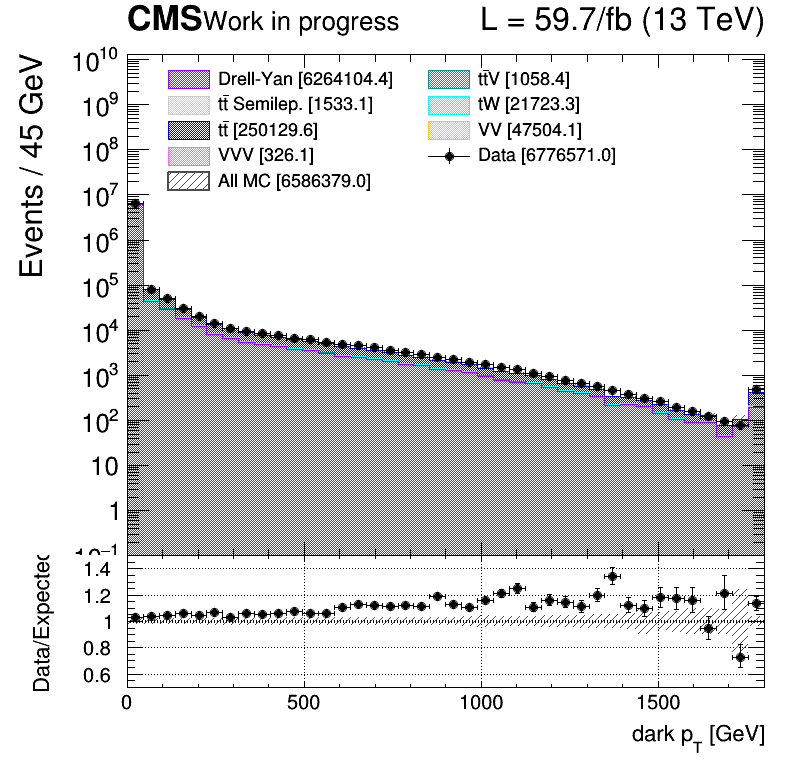 CMS Work in progress L = 59.7/fb (13 TeV)
Events / 45 GeV
10^10
10^9
10^8
10^7
10^6
10^5
10^4
10^3
10^2
10
1
10^−1
Drell-Yan [6264104.4]
tt̄ Semilep. [1533.1]
tt̄ [250129.6]
VVV [326.1]
All MC [6586379.0]
tt̄V [1058.4]
tW [21723.3]
VV [47504.1]
Data [6776571.0]
Data/Expected
1.4
1.2
1
0.8
0.6
0 500 1000 1500
dark p_T [GeV]